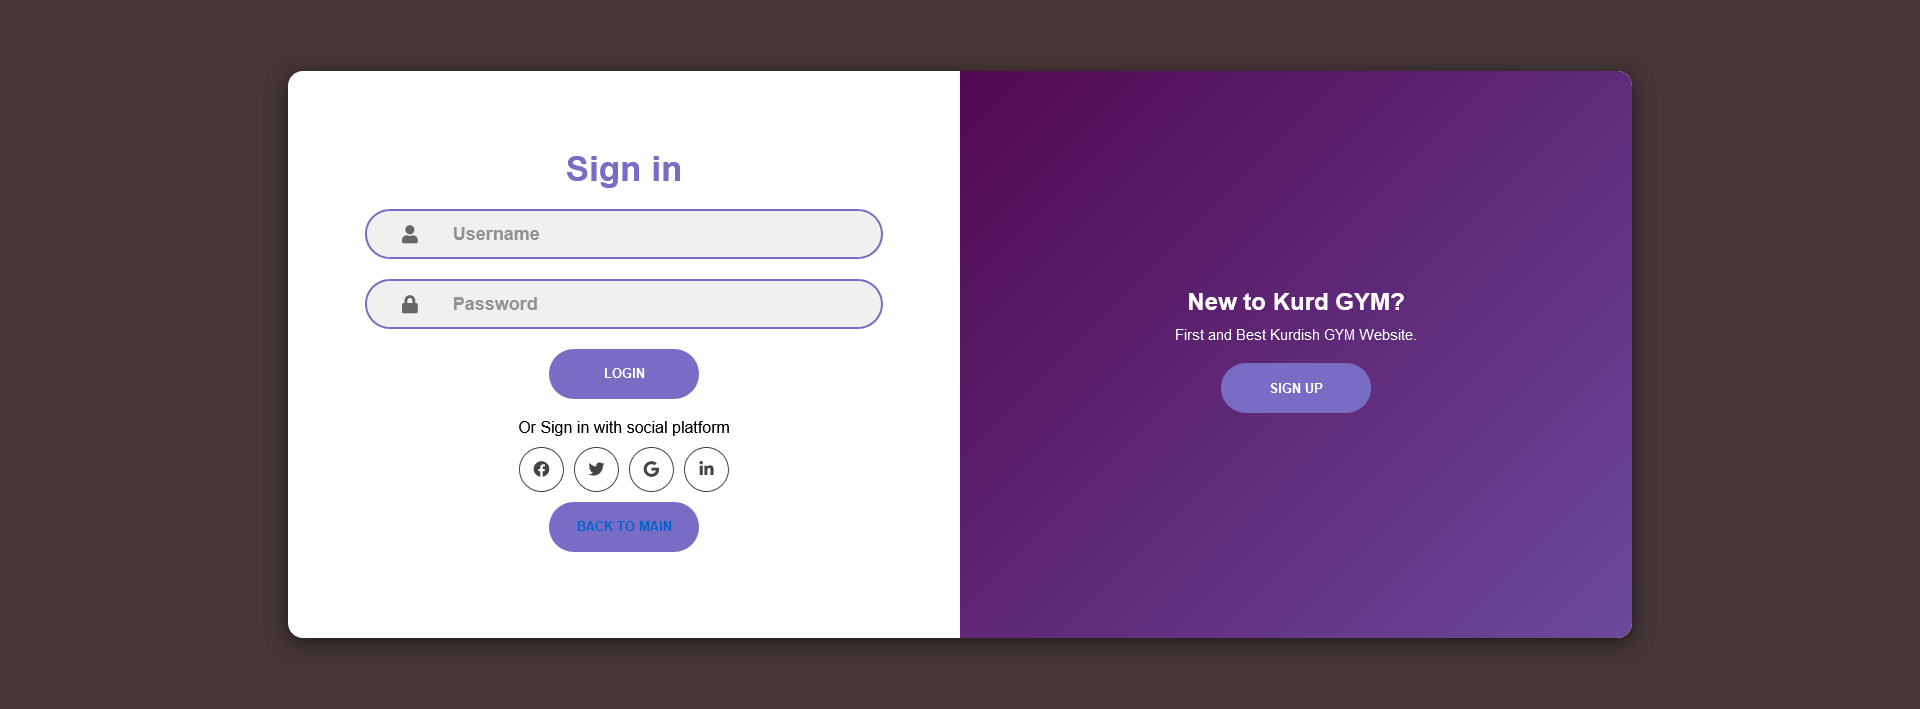 Sign in
Username
Password
LOGIN
Or Sign in with social platform
BACK TO MAIN
New to Kurd GYM?
First and Best Kurdish GYM Website.
SIGN UP